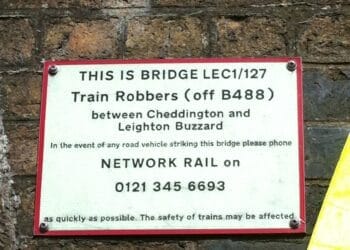 THIS IS BRIDGE LEC1/127
Train Robbers (off B488)
between Cheddington and
Leighton Buzzard
In the event of any road vehicle striking this bridge please phone
NETWORK RAIL on
0121 345 6693
as quickly as possible. The safety of trains may be affected